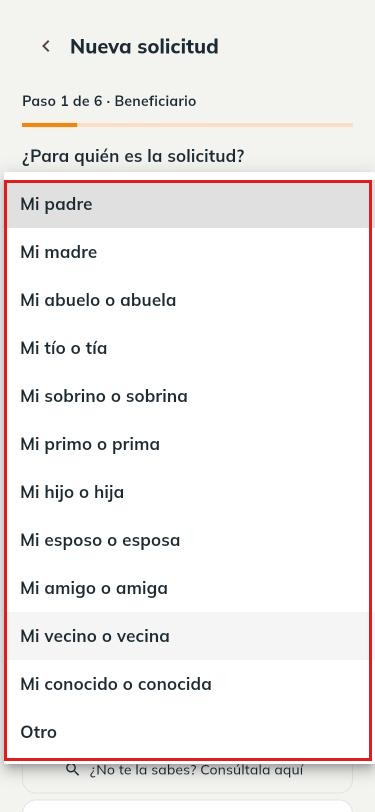 Nueva solicitud
Paso 1 de 6 · Beneficiario
¿Para quién es la solicitud?
Mi padre
Mi madre
Mi abuelo o abuela
Mi tío o tía
Mi sobrino o sobrina
Mi primo o prima
Mi hijo o hija
Mi esposo o esposa
Mi amigo o amiga
Mi vecino o vecina
Mi conocido o conocida
Otro
¿No te la sabes? Consúltala aquí